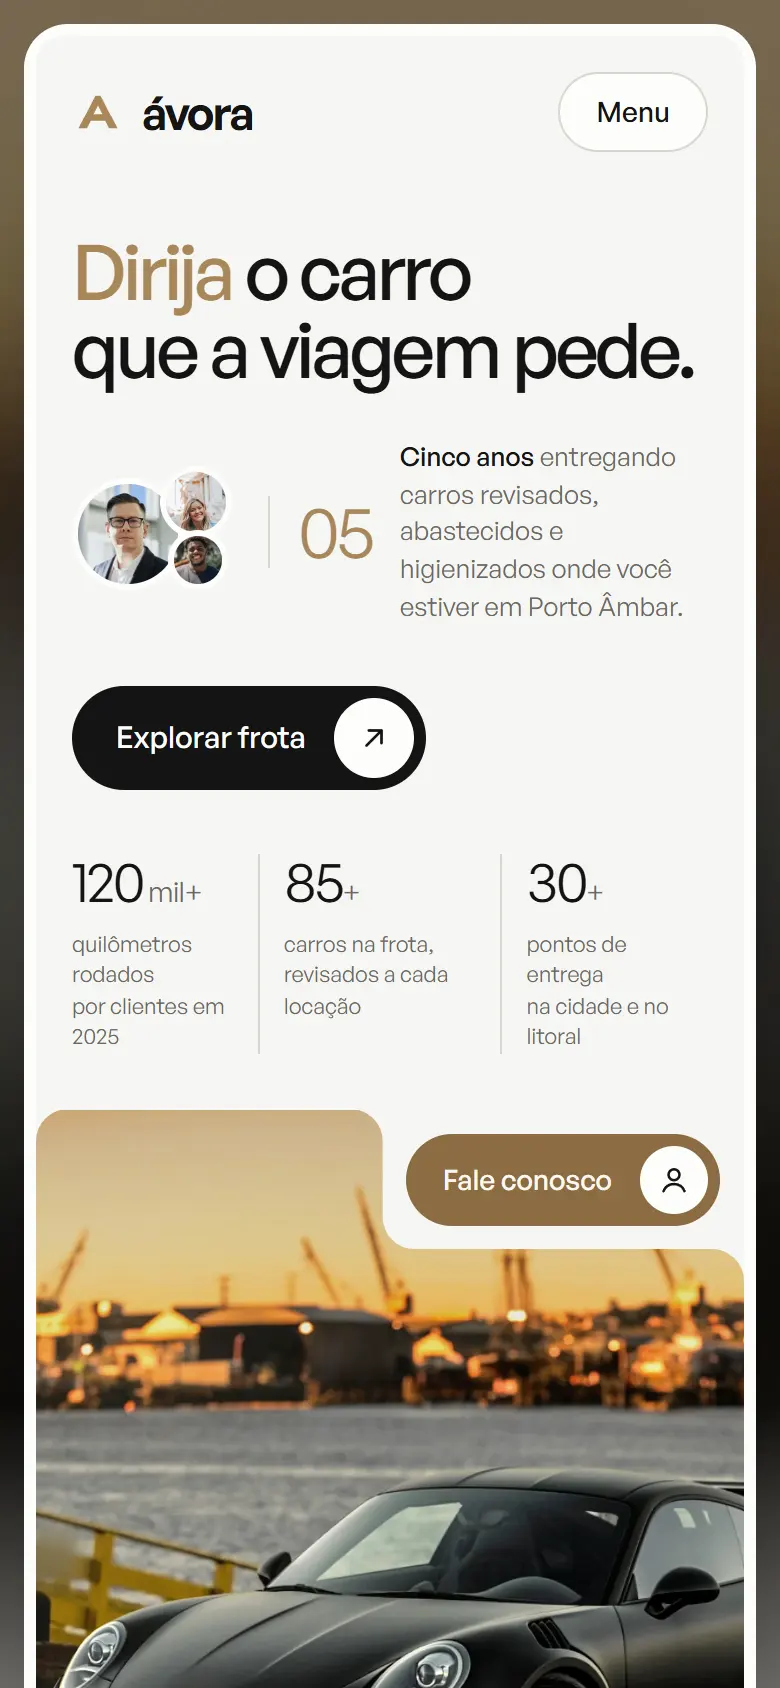 A ávora
Menu
Dirija o carro
que a viagem pede.
05
Cinco anos entregando
carros revisados,
abastecidos e
higienizados onde você
estiver em Porto Âmbar.
Explorar frota
120 mil+
quilômetros
rodados
por clientes em
2025
85+
carros na frota,
revisados a cada
locação
30+
pontos de
entrega
na cidade e no
litoral
Fale conosco